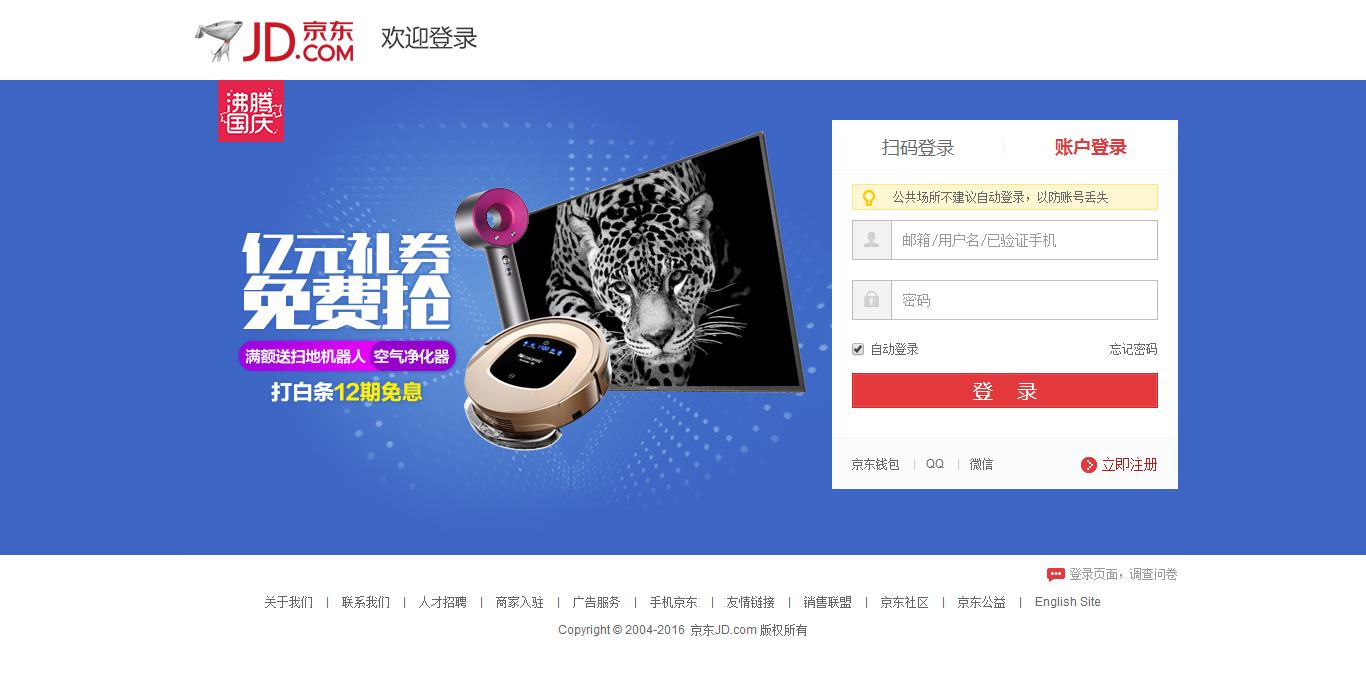 JD.COM 京东
欢迎登录
沸腾
国庆
扫码登录
账户登录
公共场所不建议自动登录，以防账号丢失
邮箱/用户名/已验证手机
密码
自动登录
忘记密码
登 录
京东钱包 | QQ | 微信
立即注册
亿元礼券
免费抢
满额送扫地机器人 空气净化器
打白条12期免息
登录页面，调查问卷
关于我们 | 联系我们 | 人才招聘 | 商家入驻 | 广告服务 | 手机京东 | 友情链接 | 销售联盟 | 京东社区 | 京东公益 | English Site
Copyright © 2004-2016 京东JD.com 版权所有